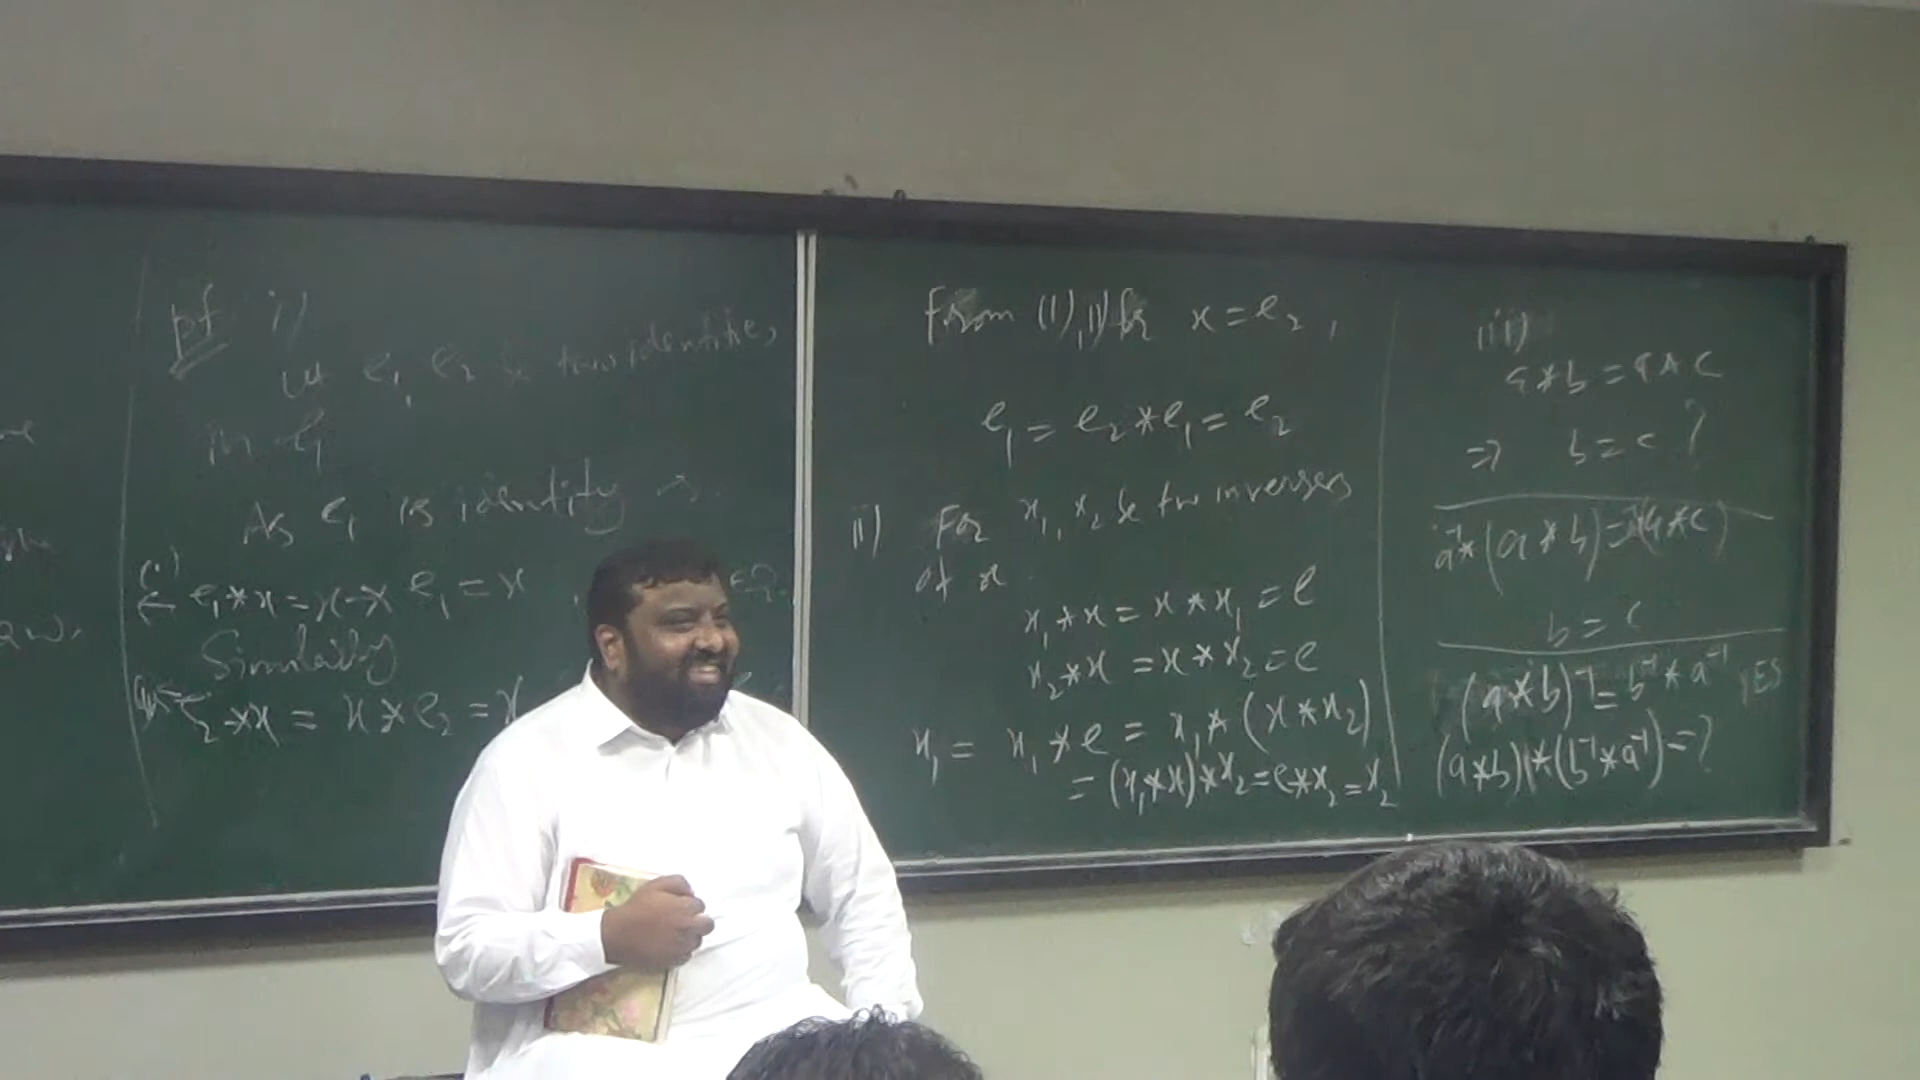 pf i)
Let e₁, e₂ be two identities
in G
As e₁ is identity
(i) ← e₁ * x = x * e₁ = x
Similarly
e₂ * x = x * e₂ = x
From (i), ii) for x = e₂,
e₁ = e₂ * e₁ = e₂
ii) For x₁, x₂ be two inverses
of x
x₁ * x = x * x₁ = e
x₂ * x = x * x₂ = e
x₁ = x₁ * e = x₁ * (x * x₂)
= (x₁ * x) * x₂ = e * x₂ = x₂
iii)
a * b = a * c
⇒ b = c ?
a⁻¹ * (a * b) = (a * c)
b = c
(a * b)⁻¹ = b⁻¹ * a⁻¹ YES
(a * b) * (b⁻¹ * a⁻¹) = ?